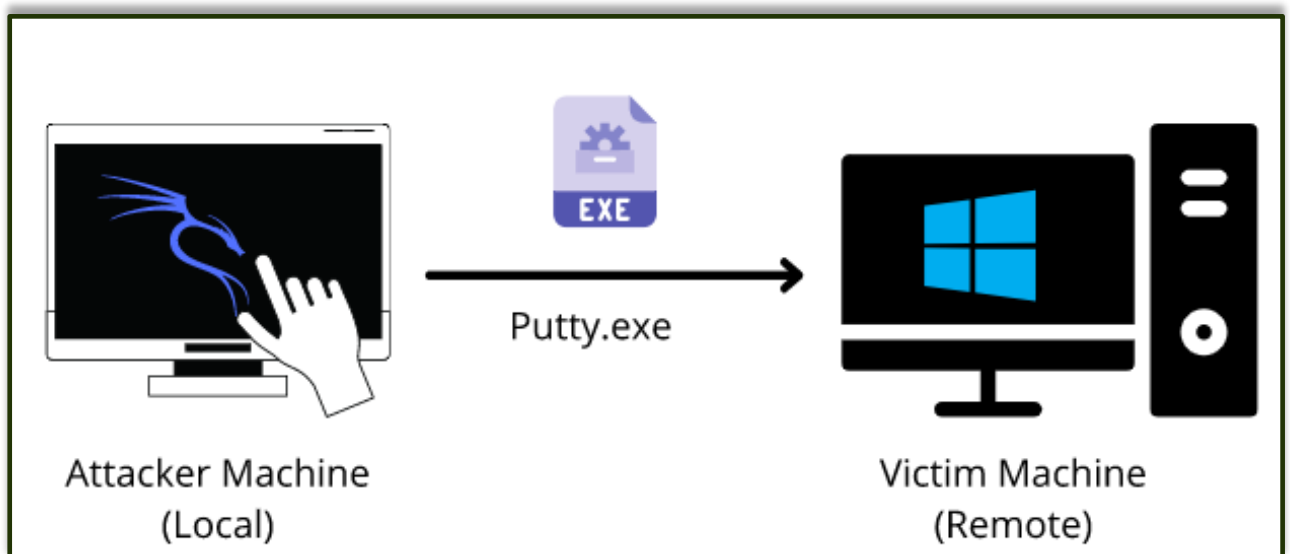 EXE
Putty.exe
Attacker Machine
(Local)
Victim Machine
(Remote)